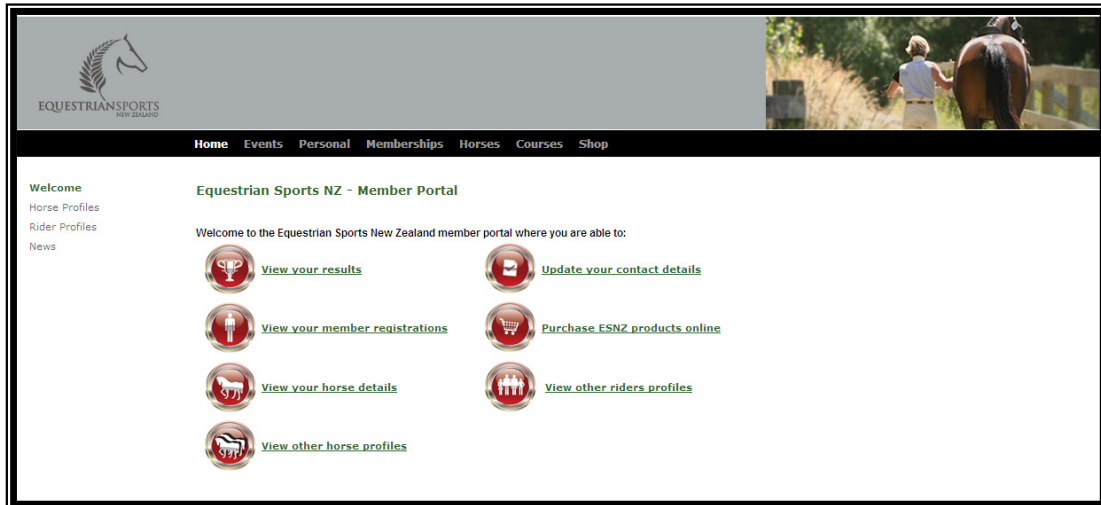 EQUESTRIANSPORTS
NEW ZEALAND
Home Events Personal Memberships Horses Courses Shop
Welcome
Horse Profiles
Rider Profiles
News
Equestrian Sports NZ - Member Portal
Welcome to the Equestrian Sports New Zealand member portal where you are able to:
View your results
Update your contact details
View your member registrations
Purchase ESNZ products online
View your horse details
View other riders profiles
View other horse profiles